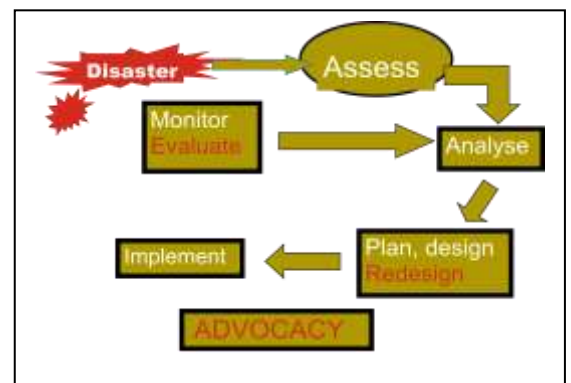 Disaster
Assess
Monitor
Evaluate
Analyse
Plan, design
Redesign
Implement
ADVOCACY